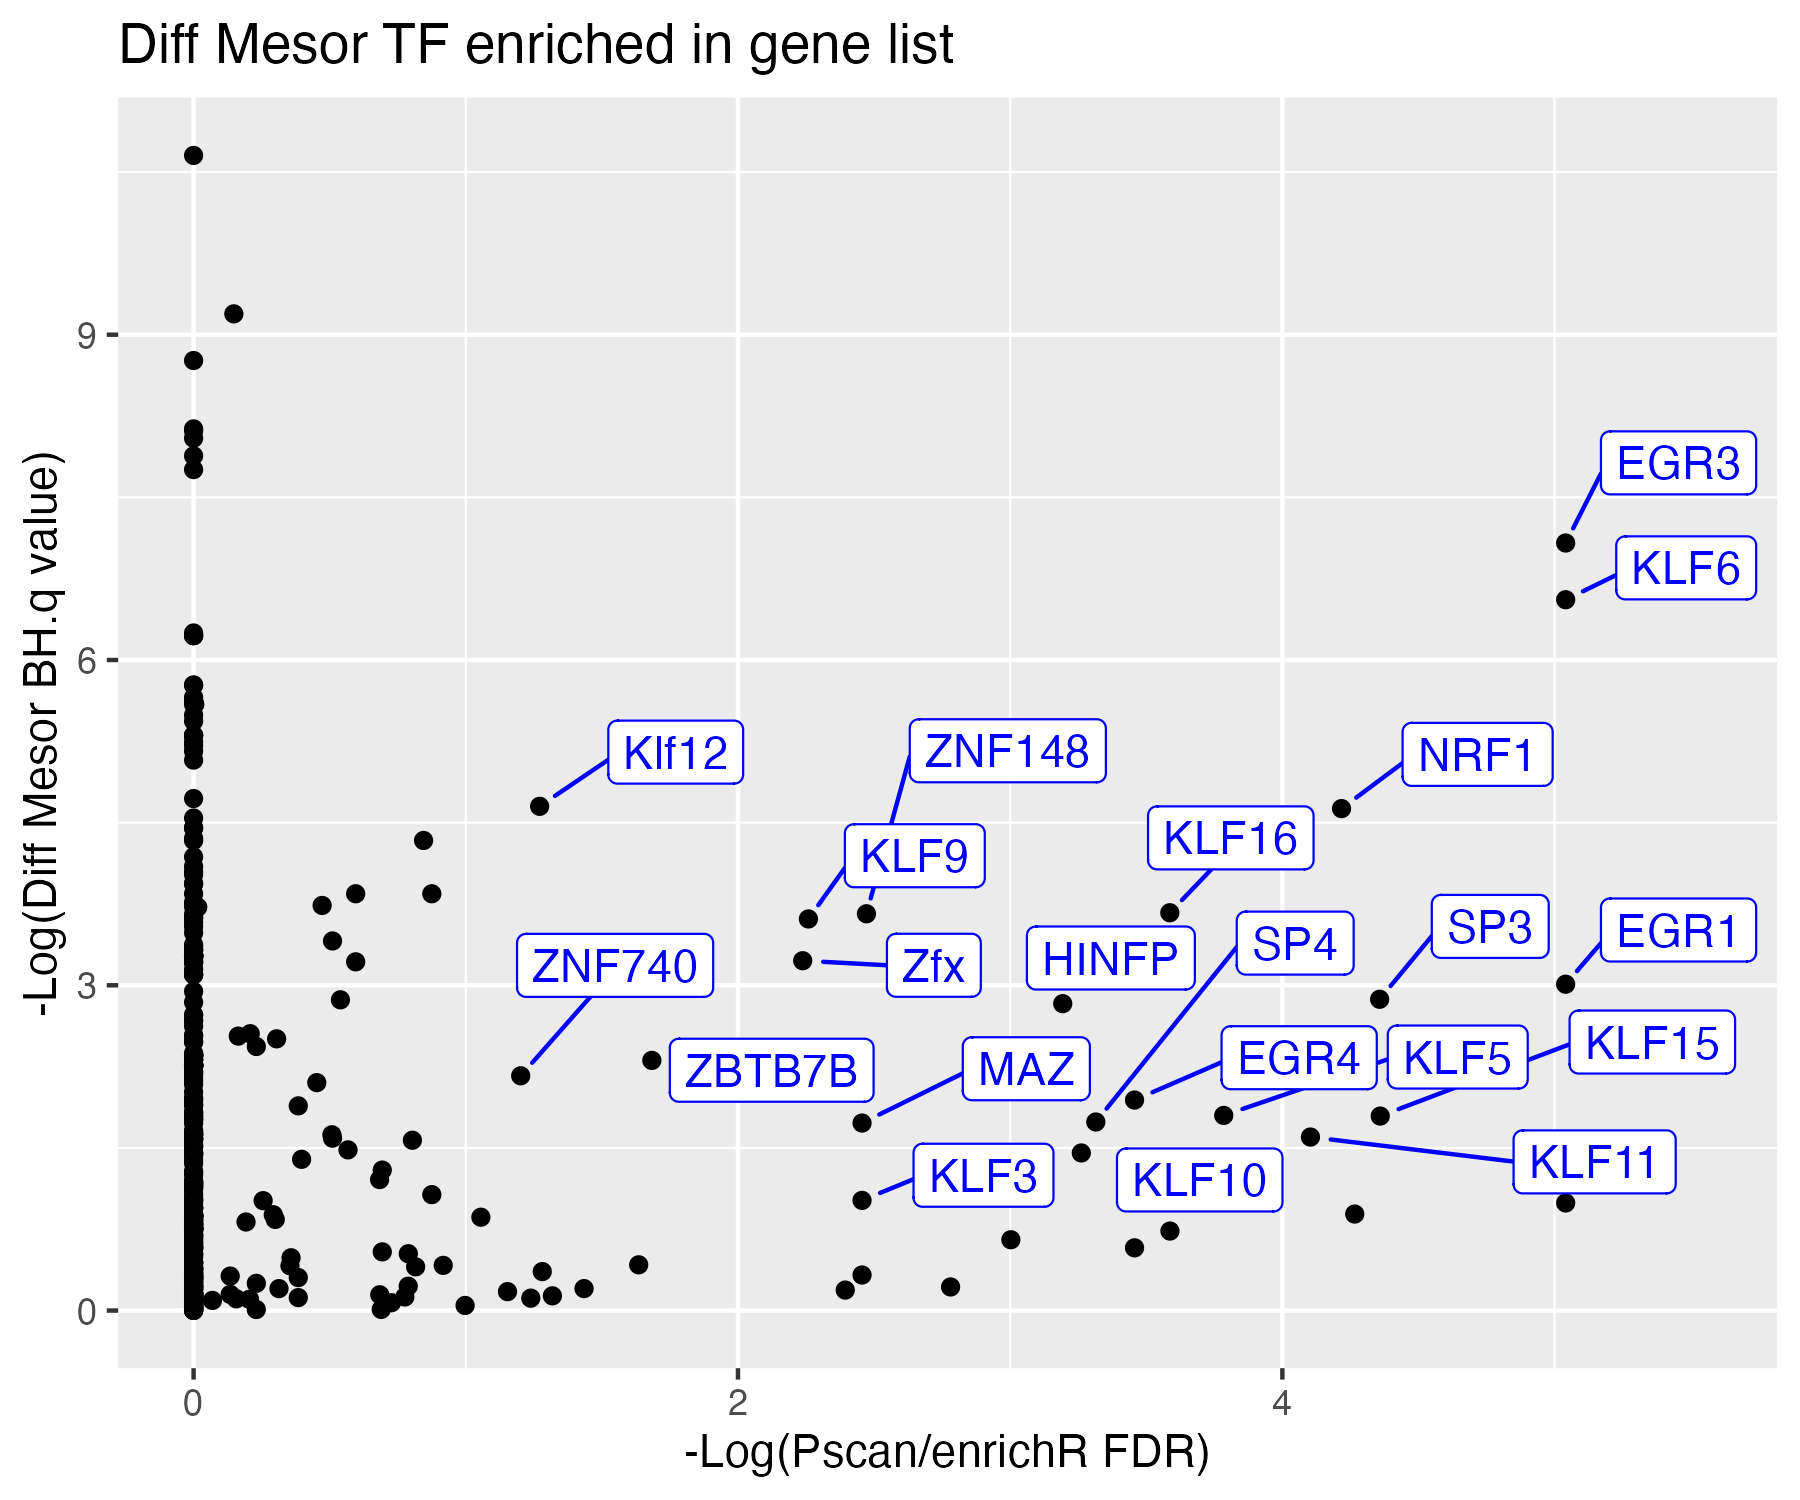 Diff Mesor TF enriched in gene list
-Log(Diff Mesor BH.q value)
9
6
3
0
EGR3
KLF6
Klf12
ZNF148
NRF1
KLF9
KLF16
ZNF740
Zfx
HINFP
SP4
SP3
EGR1
ZBTB7B
MAZ
EGR4
KLF5
KLF15
KLF3
KLF10
KLF11
0
2
4
-Log(Pscan/enrichR FDR)